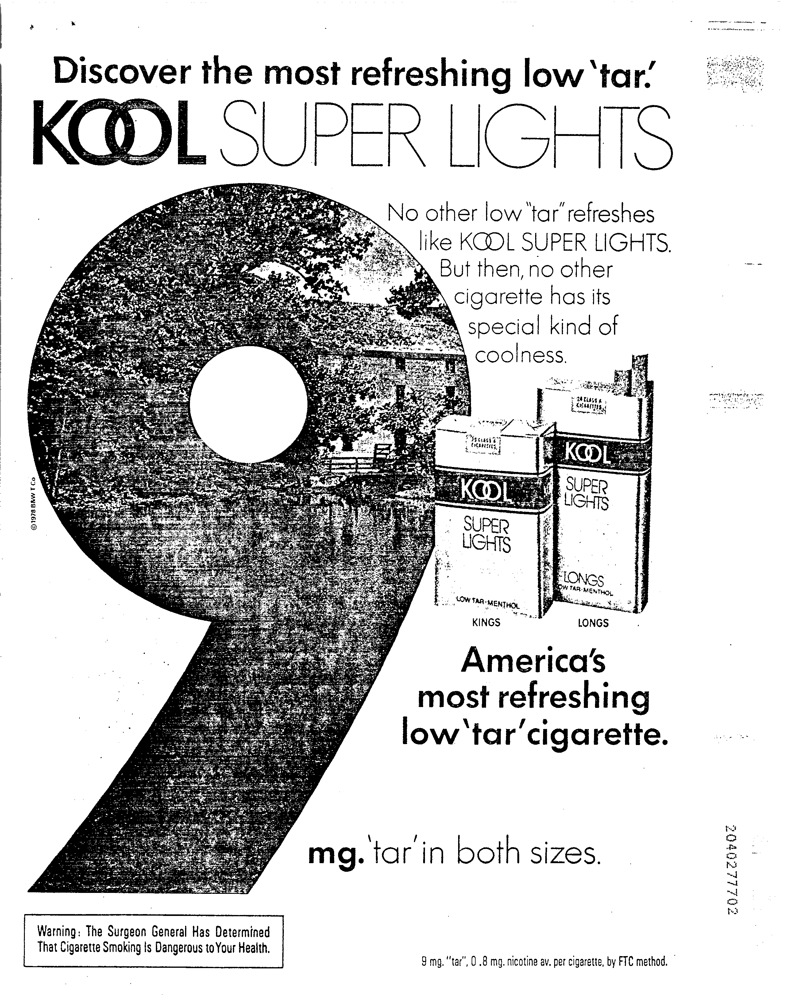 Discover the most refreshing low 'tar.'
KOOL SUPER LIGHTS
No other low "tar" refreshes
like KOOL SUPER LIGHTS.
But then, no other
cigarette has its
special kind of
coolness.
20 CLASS A
CIGARETTES
KOOL
SUPER
LIGHTS
LONGS
LOW TAR·MENTHOL
20 CLASS A
CIGARETTES
KOOL
SUPER
LIGHTS
LOW TAR·MENTHOL
KINGS
LONGS
© 1978 B&W T Co
America's
most refreshing
low 'tar' cigarette.
9
mg. 'tar' in both sizes.
2040277702
Warning: The Surgeon General Has Determined
That Cigarette Smoking Is Dangerous to Your Health.
9 mg. "tar", 0.8 mg. nicotine av. per cigarette, by FTC method.